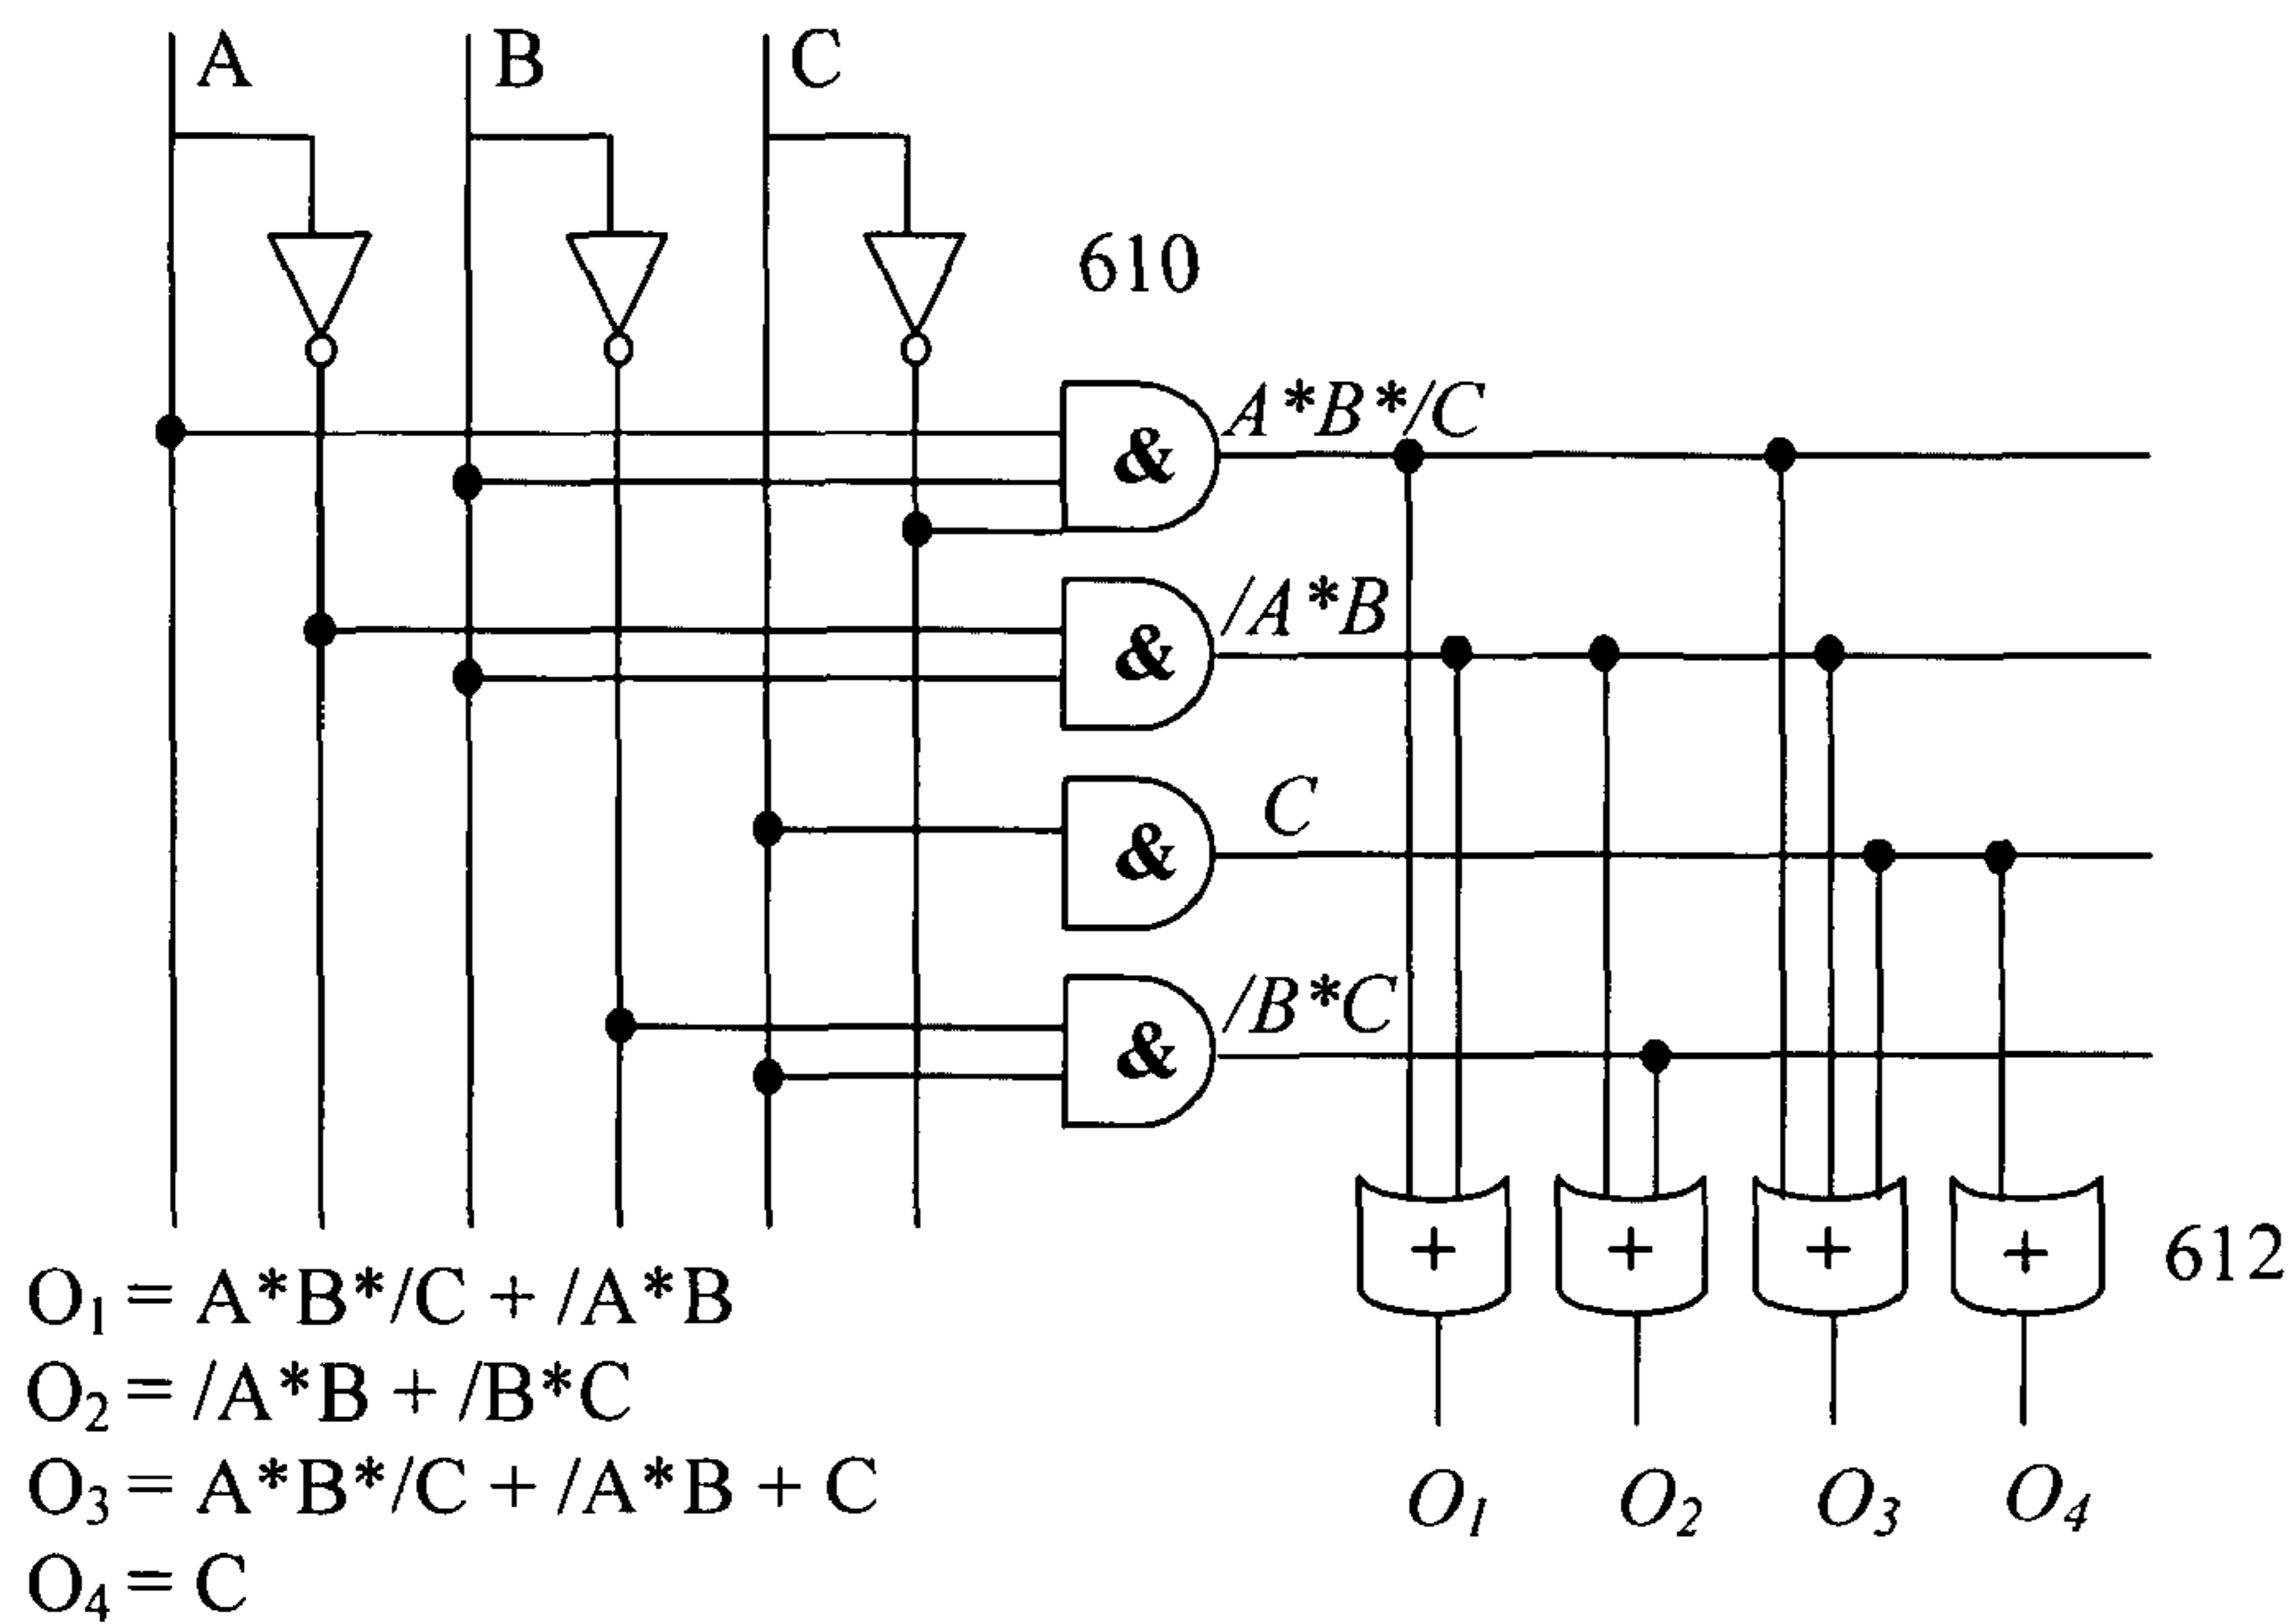 A B C
610
A*B*/C
&
/A*B
&
C
&
/B*C
&
+ + + + 612
O₁ = A*B*/C + /A*B
O₂ = /A*B + /B*C
O₃ = A*B*/C + /A*B + C
O₄ = C
O₁ O₂ O₃ O₄